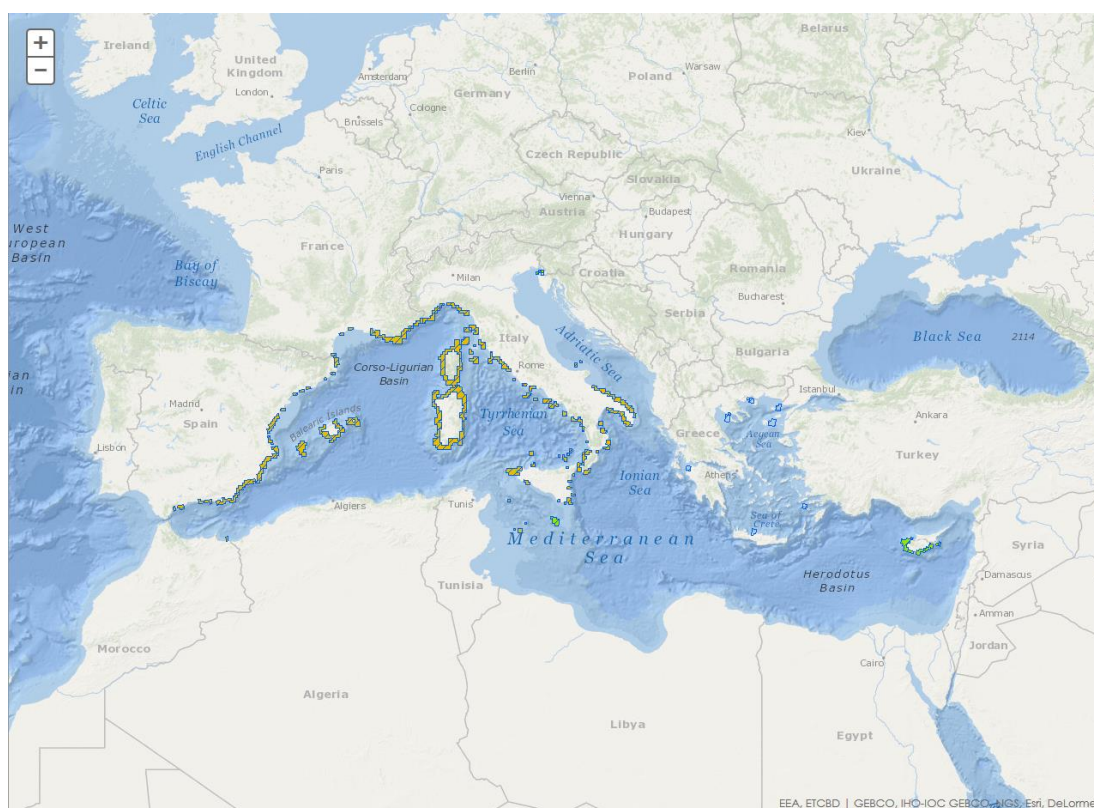 +
−
Ireland
United
Kingdom
London
Celtic
Sea
English Channel
Amsterdam
Brussels
Cologne
Berlin
Germany
Poland
Warsaw
Belarus
Kiev
Ukraine
Paris
France
Czech Republic
Slovakia
Vienna
Austria
Budapest
Hungary
West
European
Basin
Bay of
Biscay
Milan
Croatia
Romania
Bucharest
Serbia
Bulgaria
Black Sea
2114
Italy
Rome
Adriatic Sea
Corso-Ligurian
Basin
Madrid
Spain
Lisbon
Balearic Islands
Tyrrhenian
Sea
Istanbul
Ankara
Turkey
Greece
Aegean
Sea
Athens
Ionian
Sea
Sea of
Crete
Algiers
Tunis
Mediterranean
Sea
Herodotus
Basin
Syria
Damascus
Amman
Jordan
Tunisia
Morocco
Algeria
Libya
Cairo
Egypt
EEA, ETCBD | GEBCO, IHO-IOC GEBCO, NGS, Esri, DeLorme